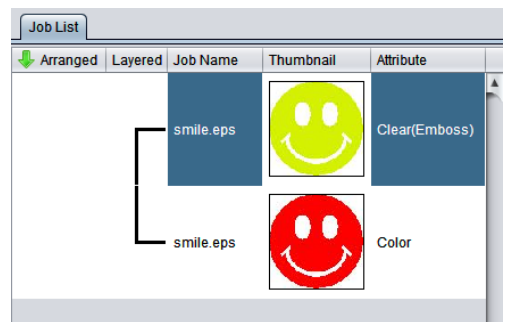 Job List
Arranged Layered Job Name Thumbnail Attribute
smile.eps Clear(Emboss)
smile.eps Color